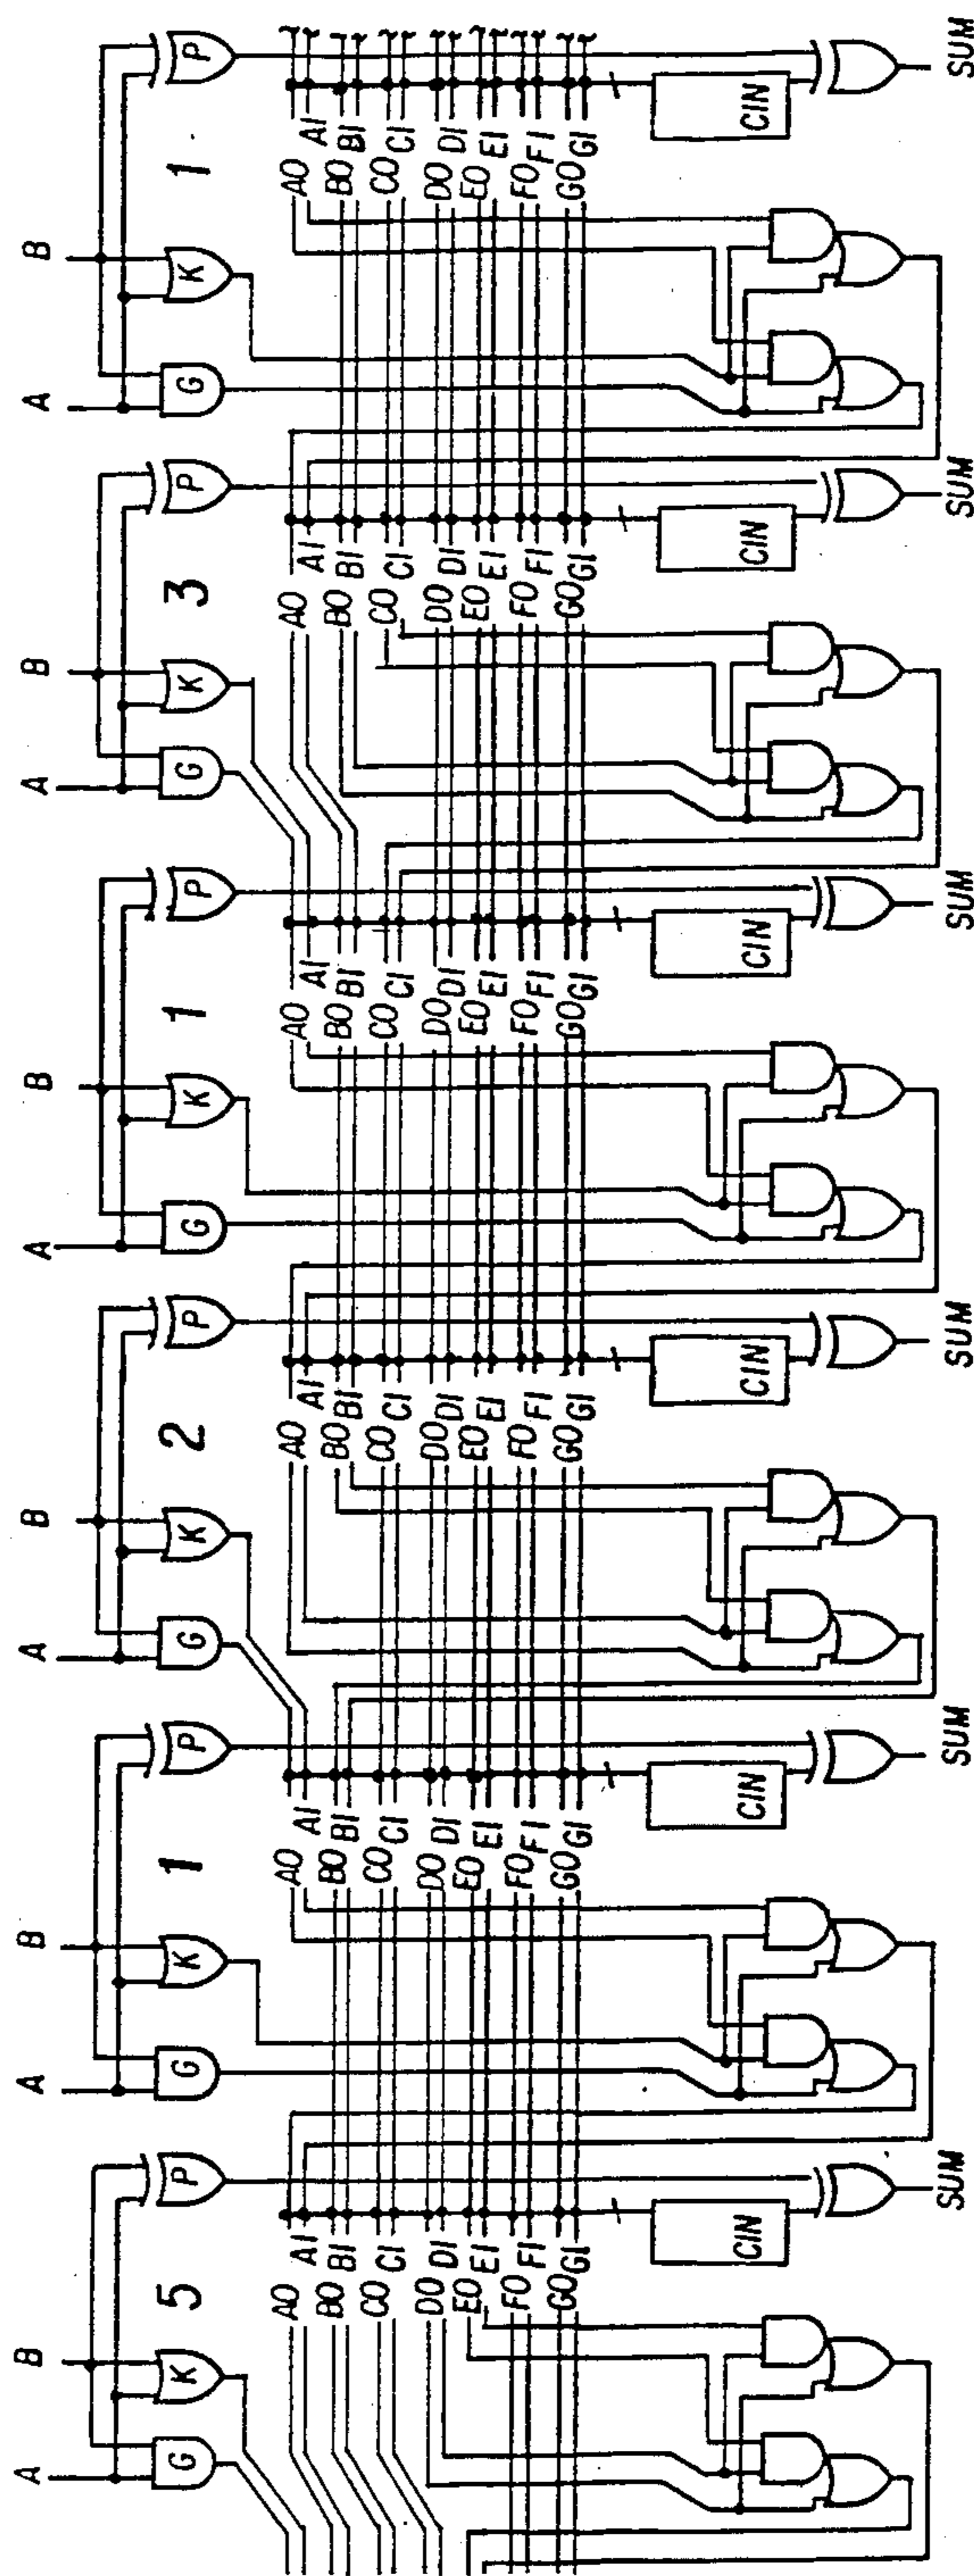 A B A B A B A B A B A B
G K 5 P G K 1 P G K 2 P G K 1 P G K 3 P G K 1 P
AO AO AO AO AO AO
AI AI AI AI AI AI
BO BO BO BO BO BO
BI BI BI BI BI BI
CO CO CO CO CO CO
CI CI CI CI CI CI
DO DO DO DO DO DO
DI DI DI DI DI DI
EO EO EO EO EO EO
EI EI EI EI EI EI
FO FO FO FO FO FO
FI FI FI FI FI FI
GO GO GO GO GO GO
GI GI GI GI GI GI
CIN CIN CIN CIN CIN CIN
SUM SUM SUM SUM SUM SUM